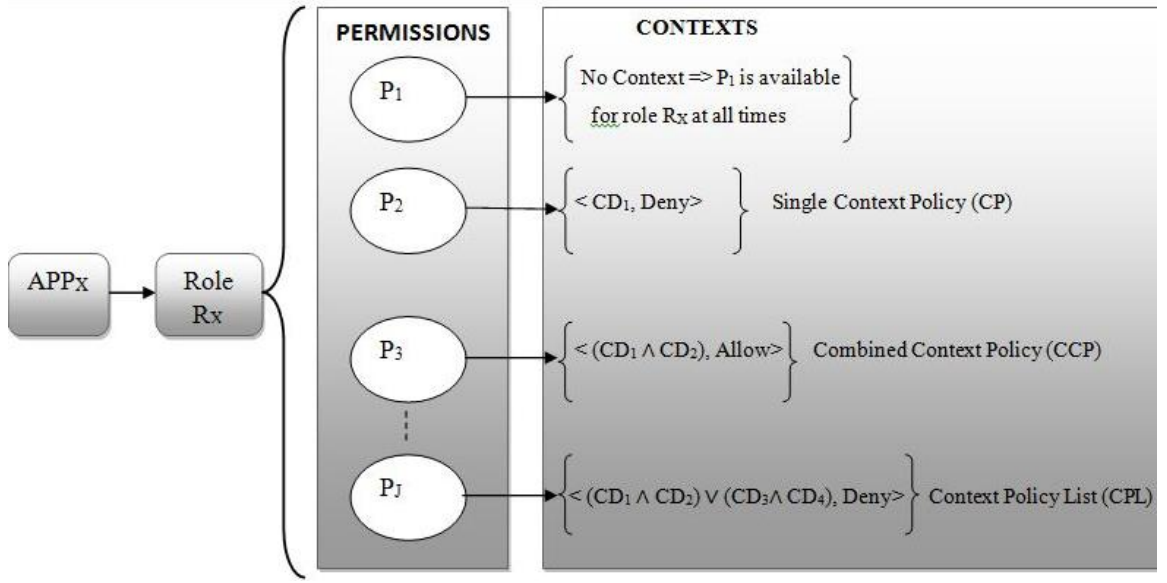 PERMISSIONS
CONTEXTS
P1
No Context => P1 is available
for role RX at all times
P2
< CD1, Deny>
Single Context Policy (CP)
APPx
Role
Rx
P3
< (CD1 ∧ CD2), Allow>
Combined Context Policy (CCP)
PJ
< (CD1 ∧ CD2) ∨ (CD3∧ CD4), Deny>
Context Policy List (CPL)